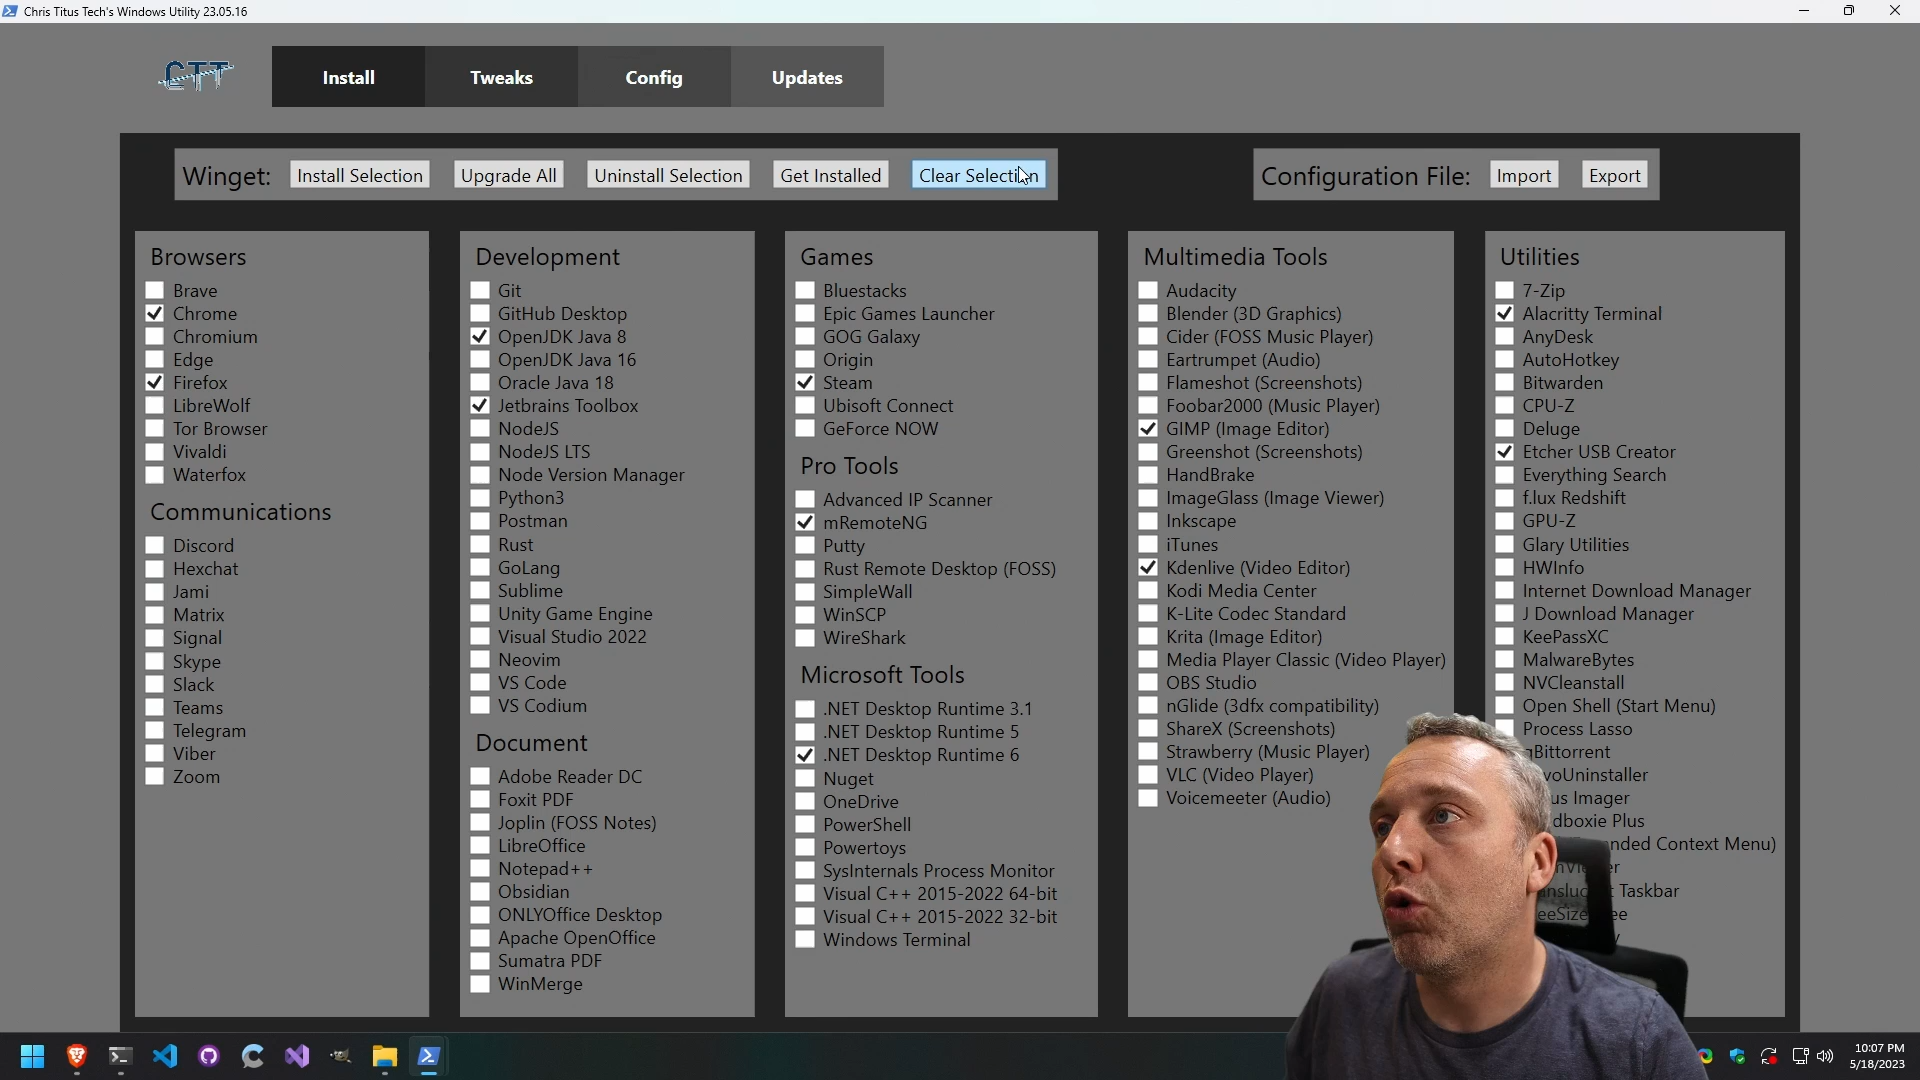 Chris Titus Tech's Windows Utility 23.05.16
CTT
Install
Tweaks
Config
Updates
Winget:
Install Selection
Upgrade All
Uninstall Selection
Get Installed
Clear Selection
Configuration File:
Import
Export
Browsers
Brave
Chrome
Chromium
Edge
Firefox
LibreWolf
Tor Browser
Vivaldi
Waterfox
Communications
Discord
Hexchat
Jami
Matrix
Signal
Skype
Slack
Teams
Telegram
Viber
Zoom
Development
Git
GitHub Desktop
OpenJDK Java 8
OpenJDK Java 16
Oracle Java 18
Jetbrains Toolbox
NodeJS
NodeJS LTS
Node Version Manager
Python3
Postman
Rust
GoLang
Sublime
Unity Game Engine
Visual Studio 2022
Neovim
VS Code
VS Codium
Document
Adobe Reader DC
Foxit PDF
Joplin (FOSS Notes)
LibreOffice
Notepad++
Obsidian
ONLYOffice Desktop
Apache OpenOffice
Sumatra PDF
WinMerge
Games
Bluestacks
Epic Games Launcher
GOG Galaxy
Origin
Steam
Ubisoft Connect
GeForce NOW
Pro Tools
Advanced IP Scanner
mRemoteNG
Putty
Rust Remote Desktop (FOSS)
SimpleWall
WinSCP
WireShark
Microsoft Tools
.NET Desktop Runtime 3.1
.NET Desktop Runtime 5
.NET Desktop Runtime 6
Nuget
OneDrive
PowerShell
Powertoys
SysInternals Process Monitor
Visual C++ 2015-2022 64-bit
Visual C++ 2015-2022 32-bit
Windows Terminal
Multimedia Tools
Audacity
Blender (3D Graphics)
Cider (FOSS Music Player)
Eartrumpet (Audio)
Flameshot (Screenshots)
Foobar2000 (Music Player)
GIMP (Image Editor)
Greenshot (Screenshots)
HandBrake
ImageGlass (Image Viewer)
Inkscape
iTunes
Kdenlive (Video Editor)
Kodi Media Center
K-Lite Codec Standard
Krita (Image Editor)
Media Player Classic (Video Player)
OBS Studio
nGlide (3dfx compatibility)
ShareX (Screenshots)
Strawberry (Music Player)
VLC (Video Player)
Voicemeeter (Audio)
Utilities
7-Zip
Alacritty Terminal
AnyDesk
AutoHotkey
Bitwarden
CPU-Z
Deluge
Etcher USB Creator
Everything Search
f.lux Redshift
GPU-Z
Glary Utilities
HWInfo
Internet Download Manager
J Download Manager
KeePassXC
MalwareBytes
NVCleanstall
Open Shell (Start Menu)
Process Lasso
qBittorrent
voUninstaller
us Imager
dboxie Plus
nded Context Menu)
Taskbar
10:07 PM
5/18/2023